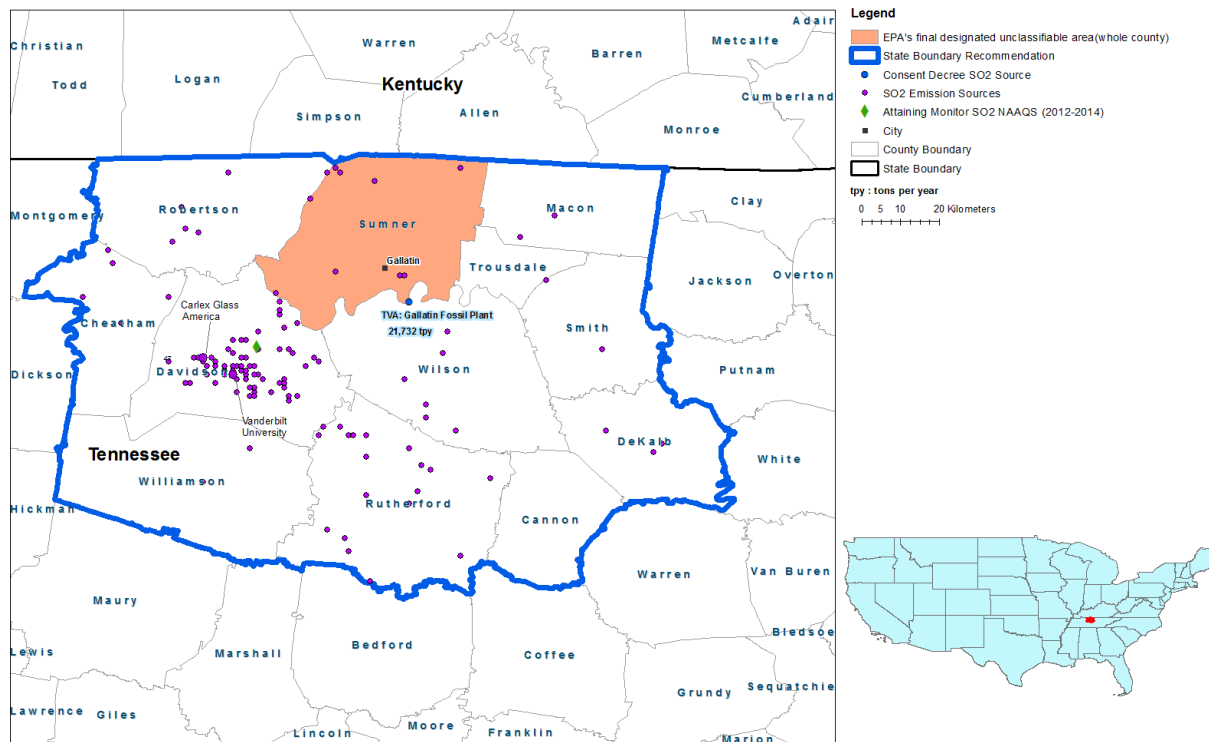 Christian
Warren
Barren
Metcalfe
Adair
Todd
Logan
Kentucky
Cumberland
Simpson
Allen
Monroe
Montgomery
Robertson
Sumner
Macon
Clay
Gallatin
Trousdale
Jackson
Overton
Carlex Glass
America
TVA: Gallatin Fossil Plant
21,732 tpy
Cheatham
Smith
Dickson
Davidson
Wilson
Putnam
Vanderbilt
University
DeKalb
Tennessee
White
Williamson
Hickman
Rutherford
Cannon
Warren
Van Buren
Maury
Bledsoe
Lewis
Marshall
Bedford
Coffee
Grundy
Sequatchie
Lawrence
Giles
Moore
Lincoln
Franklin
Marion
Legend
EPA's final designated unclassifiable area(whole county)
State Boundary Recommendation
Consent Decree SO2 Source
SO2 Emission Sources
Attaining Monitor SO2 NAAQS (2012-2014)
City
County Boundary
State Boundary
tpy : tons per year
0 5 10 20 Kilometers